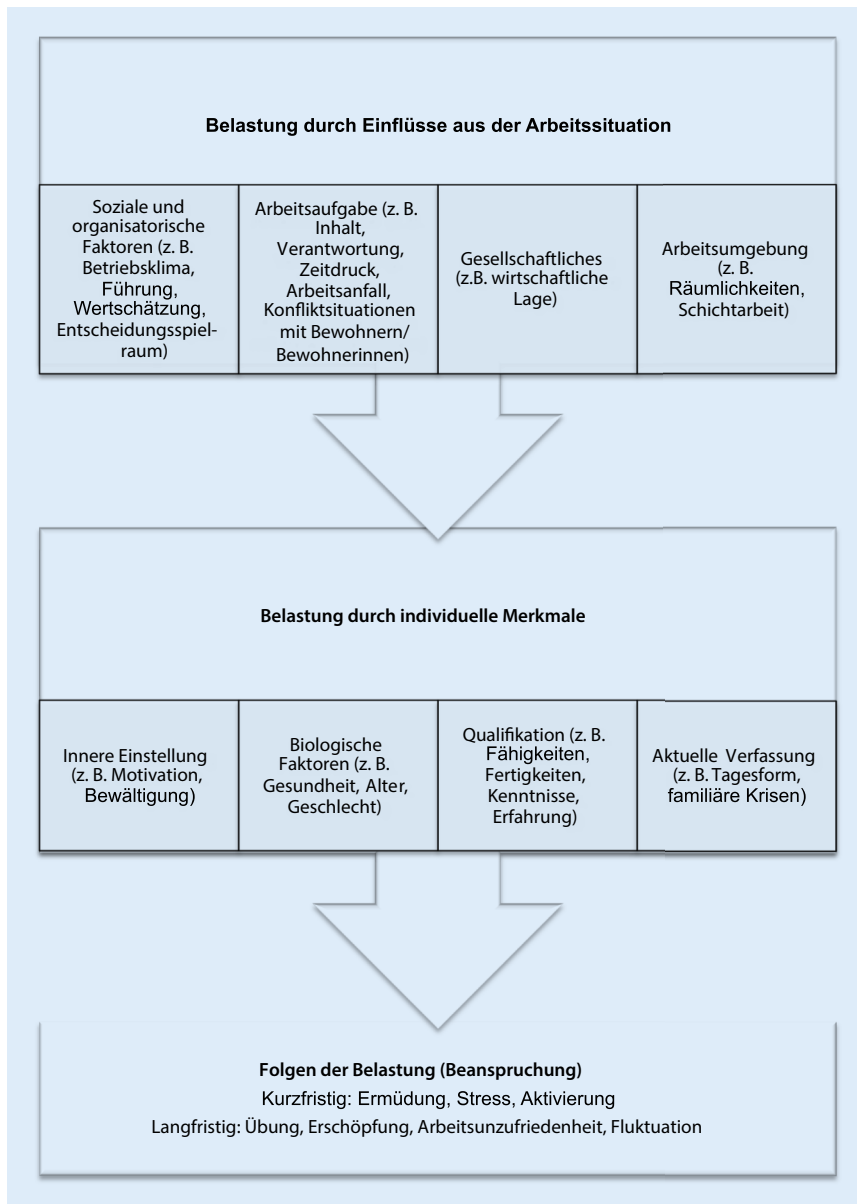 Belastung durch Einflüsse aus der Arbeitssituation
Soziale und
organisatorische
Faktoren (z. B.
Betriebsklima,
Führung,
Wertschätzung,
Entscheidungsspiel-
raum)
Arbeitsaufgabe (z. B.
Inhalt,
Verantwortung,
Zeitdruck,
Arbeitsanfall,
Konfliktsituationen
mit Bewohnern/
Bewohnerinnen)
Gesellschaftliches
(z.B. wirtschaftliche
Lage)
Arbeitsumgebung
(z. B.
Räumlichkeiten,
Schichtarbeit)
Belastung durch individuelle Merkmale
Innere Einstellung
(z. B. Motivation,
Bewältigung)
Biologische
Faktoren (z. B.
Gesundheit, Alter,
Geschlecht)
Qualifikation (z. B.
Fähigkeiten,
Fertigkeiten,
Kenntnisse,
Erfahrung)
Aktuelle Verfassung
(z. B. Tagesform,
familiäre Krisen)
Folgen der Belastung (Beanspruchung)
Kurzfristig: Ermüdung, Stress, Aktivierung
Langfristig: Übung, Erschöpfung, Arbeitsunzufriedenheit, Fluktuation